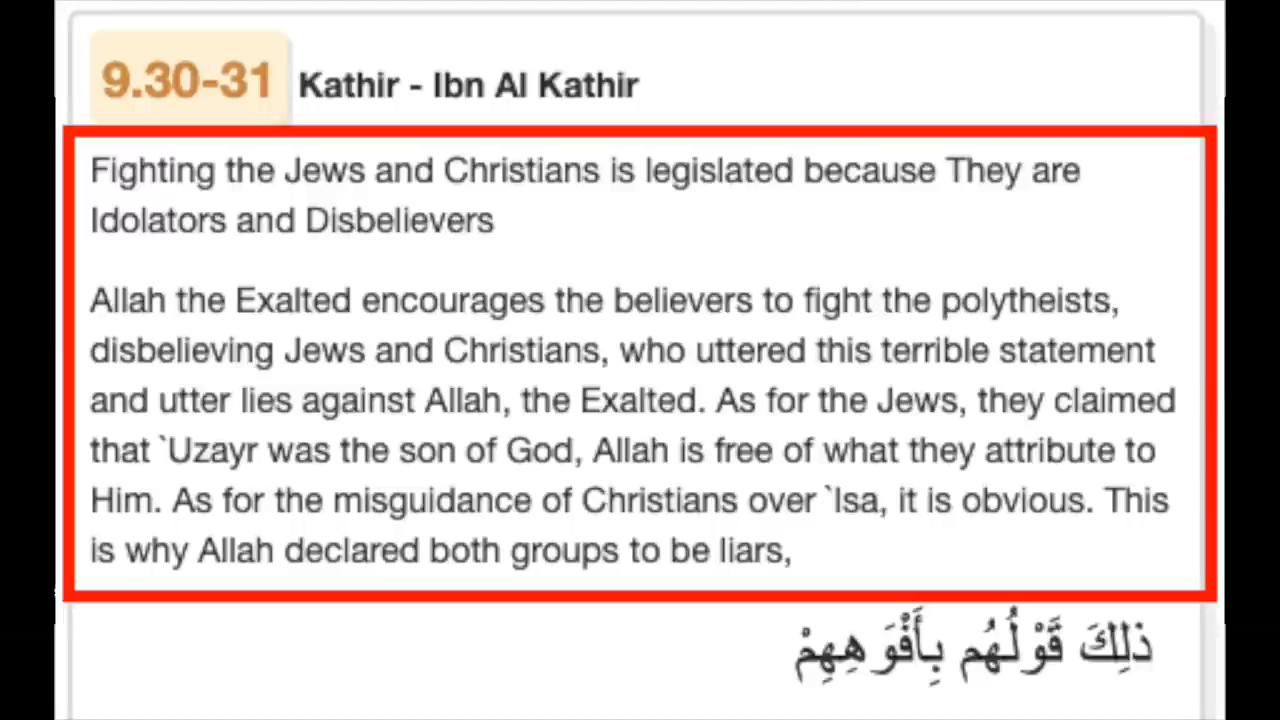 9.30-31 Kathir - Ibn Al Kathir
Fighting the Jews and Christians is legislated because They are
Idolators and Disbelievers
Allah the Exalted encourages the believers to fight the polytheists,
disbelieving Jews and Christians, who uttered this terrible statement
and utter lies against Allah, the Exalted. As for the Jews, they claimed
that `Uzayr was the son of God, Allah is free of what they attribute to
Him. As for the misguidance of Christians over `Isa, it is obvious. This
is why Allah declared both groups to be liars,
ذلِكَ قَوْلُهُم بِأَفْوَهِهِمْ